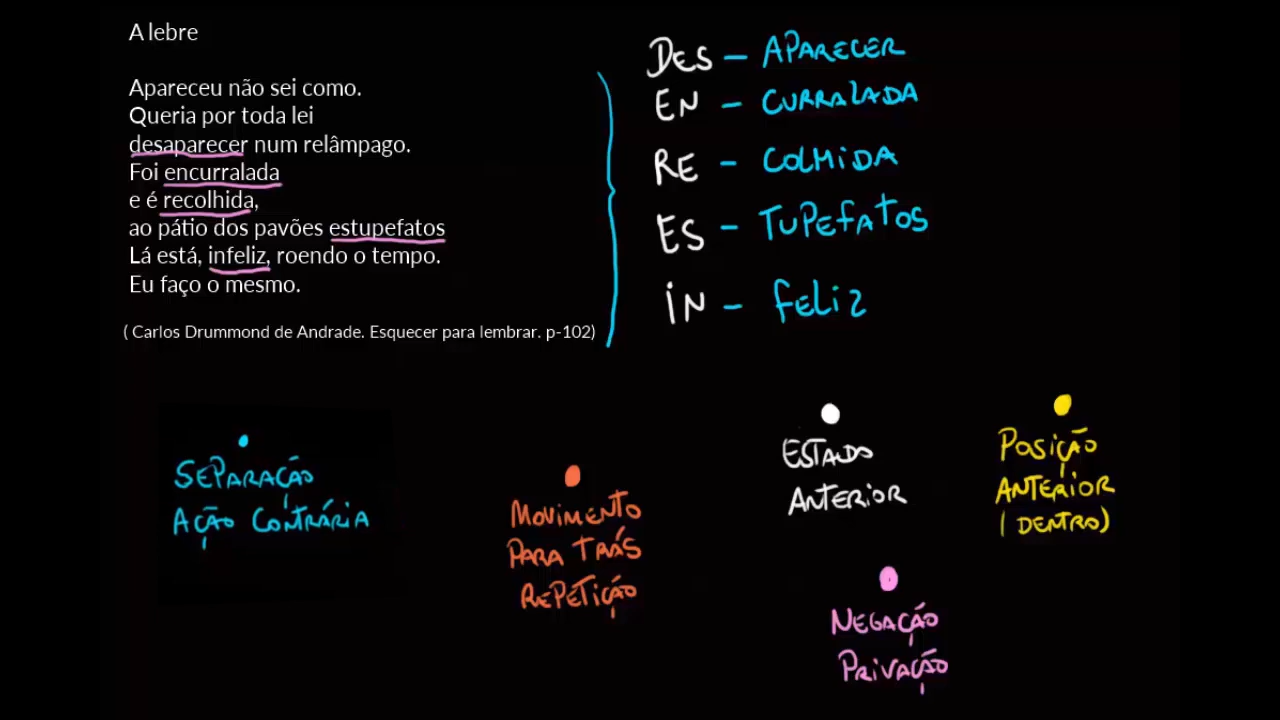 A lebre
Apareceu não sei como.
Queria por toda lei
desaparecer num relâmpago.
Foi encurralada
e é recolhida,
ao pátio dos pavões estupefatos
Lá está, infeliz, roendo o tempo.
Eu faço o mesmo.
( Carlos Drummond de Andrade. Esquecer para lembrar. p-102)
DES - APARECER
EN - CURRALADA
RE - COLMIDA
ES - TUPEFATOS
IN - FELIZ
SEPARAÇÃO
AÇÃO CONTRÁRIA
MOVIMENTO
PARA TRÁS
REPETIÇÃO
ESTADO
ANTERIOR
POSIÇÃO
ANTERIOR
(DENTRO)
NEGAÇÃO
PRIVAÇÃO